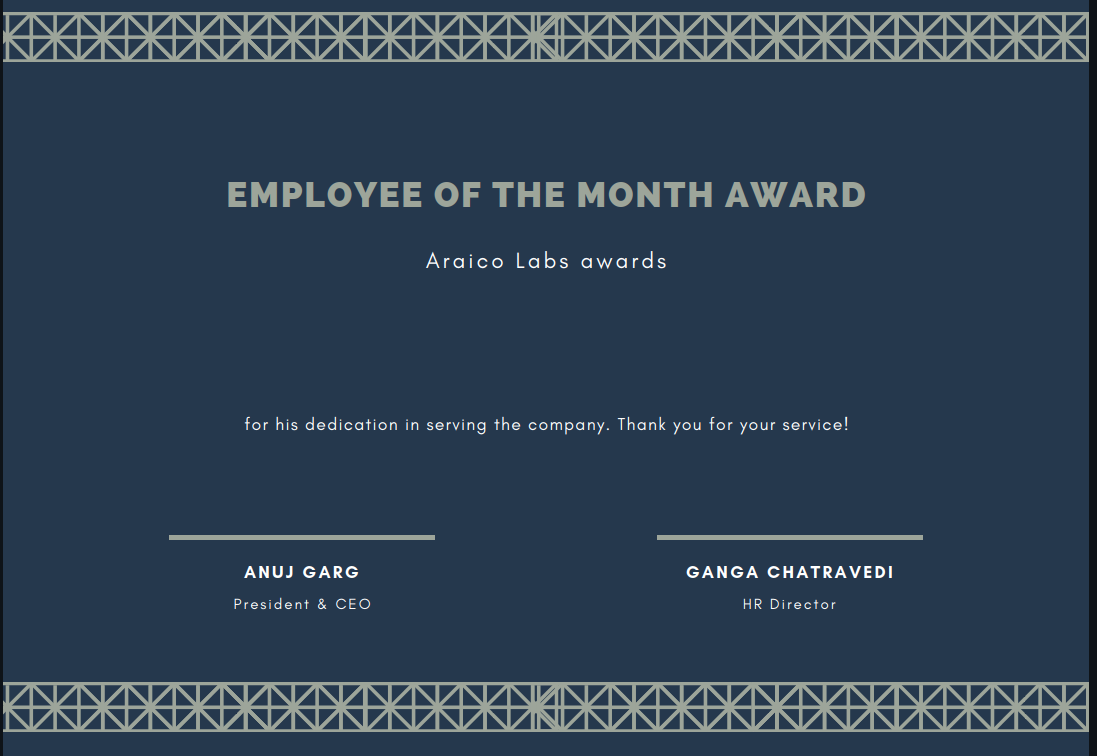 EMPLOYEE OF THE MONTH AWARD
Araico Labs awards
for his dedication in serving the company. Thank you for your service!
ANUJ GARG
President & CEO
GANGA CHATRAVEDI
HR Director